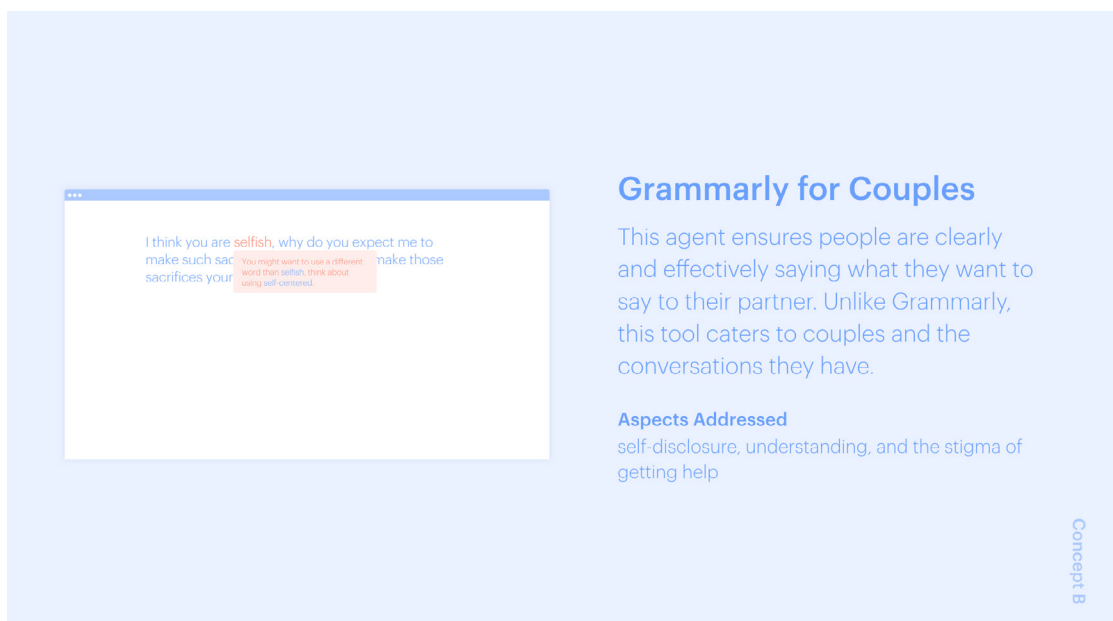 I think you are selfish, why do you expect me to
make such sac make those
sacrifices your
You might want to use a different
word than selfish, think about
using self-centered.
Grammarly for Couples
This agent ensures people are clearly
and effectively saying what they want to
say to their partner. Unlike Grammarly,
this tool caters to couples and the
conversations they have.
Aspects Addressed
self-disclosure, understanding, and the stigma of
getting help
Concept B